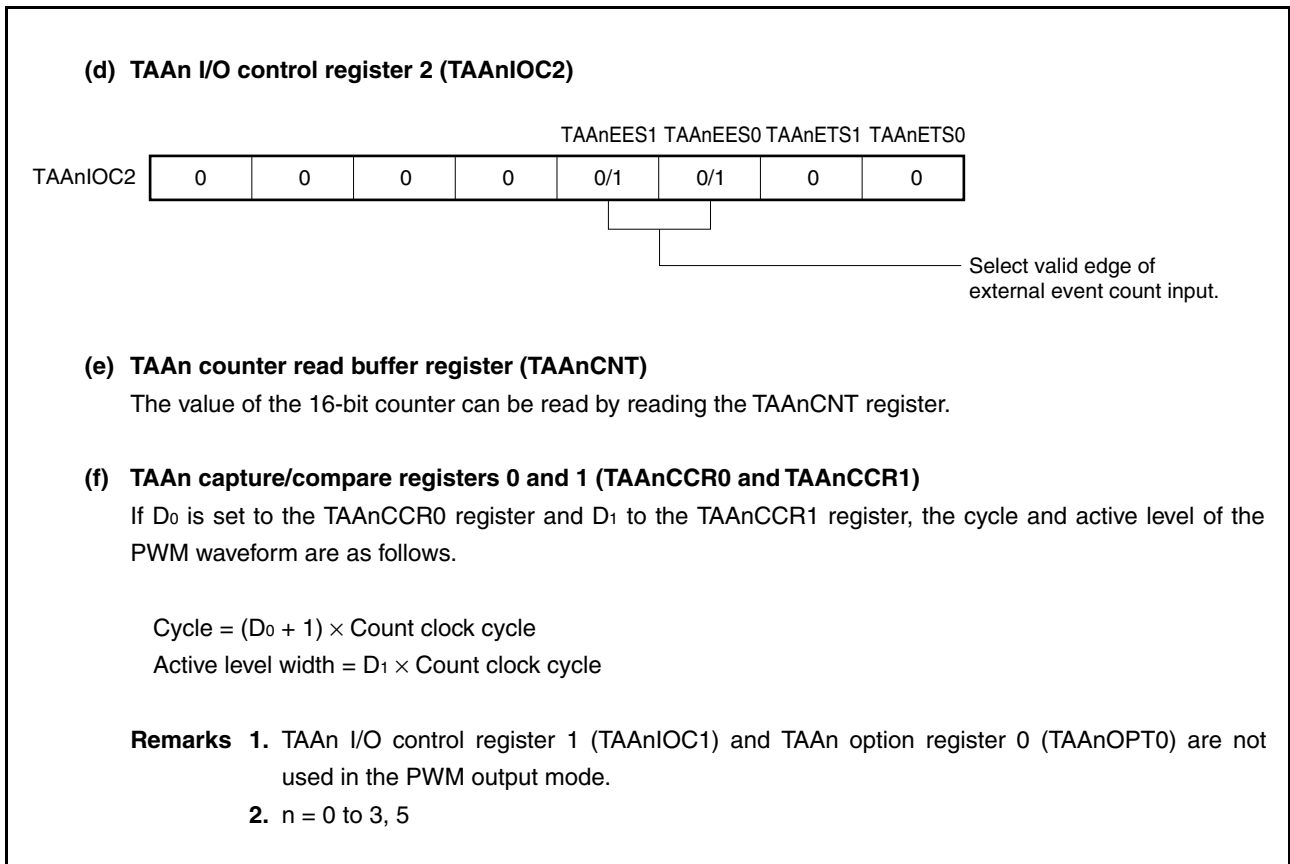 (d) TAAn I/O control register 2 (TAAnIOC2)
TAAnEES1 TAAnEES0 TAAnETS1 TAAnETS0
TAAnIOC2 0 0 0 0 0/1 0/1 0 0
Select valid edge of
external event count input.
(e) TAAn counter read buffer register (TAAnCNT)
The value of the 16-bit counter can be read by reading the TAAnCNT register.
(f) TAAn capture/compare registers 0 and 1 (TAAnCCR0 and TAAnCCR1)
If D0 is set to the TAAnCCR0 register and D1 to the TAAnCCR1 register, the cycle and active level of the
PWM waveform are as follows.
Cycle = (D0 + 1) × Count clock cycle
Active level width = D1 × Count clock cycle
Remarks 1. TAAn I/O control register 1 (TAAnIOC1) and TAAn option register 0 (TAAnOPT0) are not
used in the PWM output mode.
2. n = 0 to 3, 5